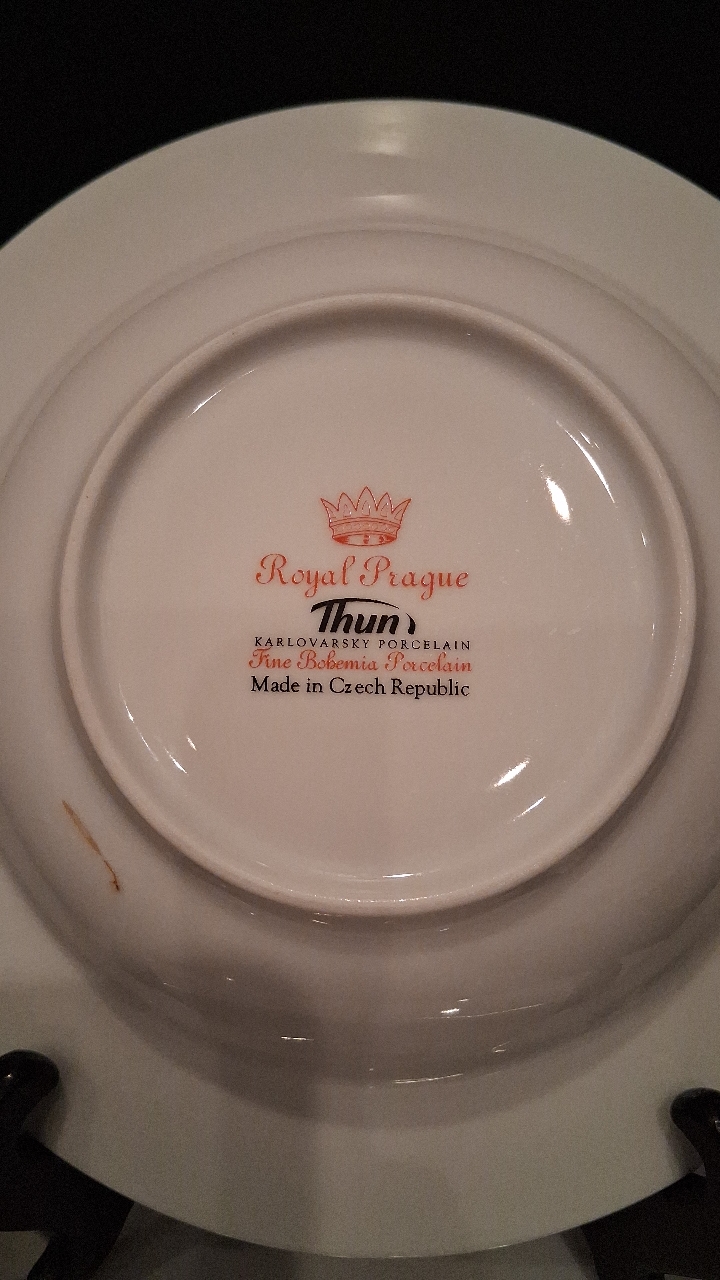 Royal Prague
Thun
KARLOVARSKY PORCELAIN
Fine Bohemia Porcelain
Made in Czech Republic